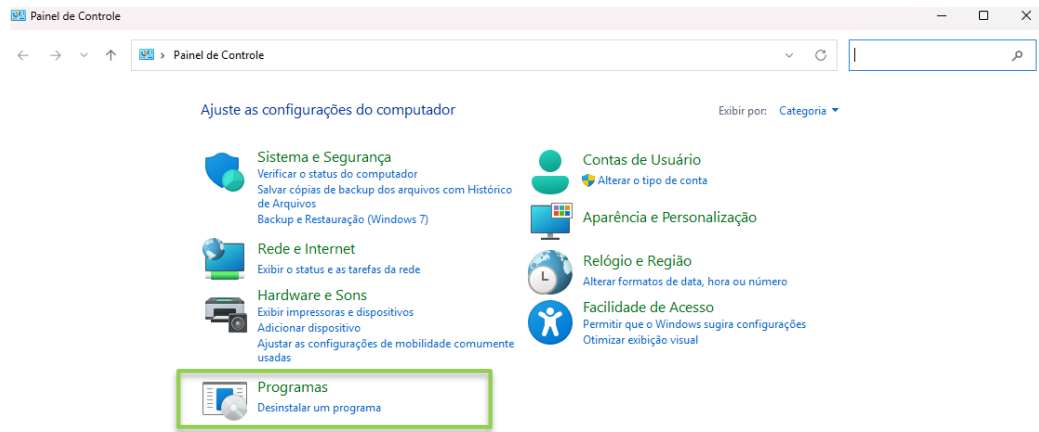 Painel de Controle
Painel de Controle
Ajuste as configurações do computador
Exibir por: Categoria
Sistema e Segurança
Verificar o status do computador
Salvar cópias de backup dos arquivos com Histórico
de Arquivos
Backup e Restauração (Windows 7)
Rede e Internet
Exibir o status e as tarefas da rede
Hardware e Sons
Exibir impressoras e dispositivos
Adicionar dispositivo
Ajustar as configurações de mobilidade comumente
usadas
Programas
Desinstalar um programa
Contas de Usuário
Alterar o tipo de conta
Aparência e Personalização
Relógio e Região
Alterar formatos de data, hora ou número
Facilidade de Acesso
Permitir que o Windows sugira configurações
Otimizar exibição visual